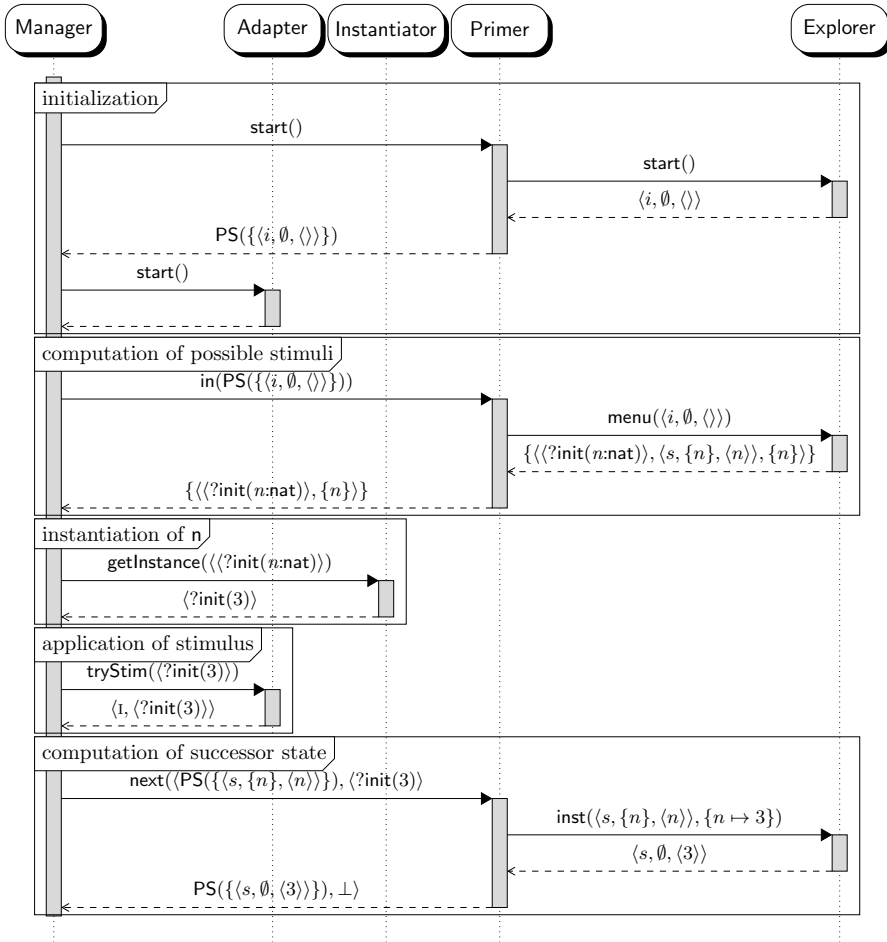 Manager Adapter Instantiator Primer Explorer
initialization
start()
start()
⟨i, ∅, ⟨⟩⟩
PS({⟨i, ∅, ⟨⟩⟩})
start()
computation of possible stimuli
in(PS({⟨i, ∅, ⟨⟩⟩}))
menu(⟨i, ∅, ⟨⟩⟩)
{⟨⟨?init(n:nat)⟩, ⟨s, {n}, ⟨n⟩⟩, {n}⟩}
{⟨⟨?init(n:nat)⟩, {n}⟩}
instantiation of n
getInstance(⟨⟨?init(n:nat)⟩)
⟨?init(3)⟩
application of stimulus
tryStim(⟨?init(3)⟩)
⟨I, ⟨?init(3)⟩⟩
computation of successor state
next(⟨PS({⟨s, {n}, ⟨n⟩⟩}), ⟨?init(3)⟩
inst(⟨s, {n}, ⟨n⟩⟩, {n ↦ 3})
⟨s, ∅, ⟨3⟩⟩
PS({⟨s, ∅, ⟨3⟩⟩}), ⊥⟩